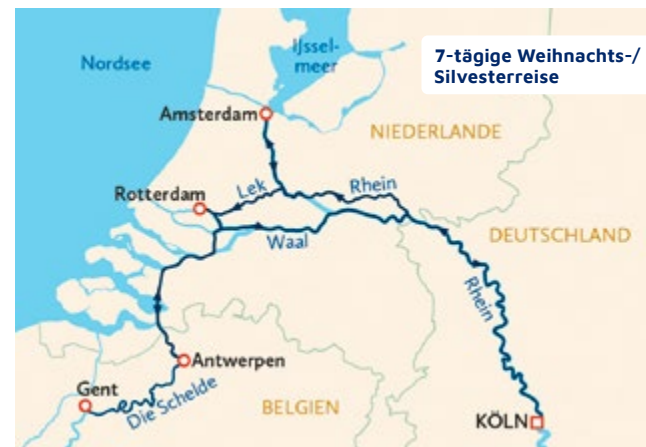 Nordsee
IJssel-
meer
7-tägige Weihnachts-/
Silvesterreise
Amsterdam
NIEDERLANDE
Rotterdam
Lek
Rhein
Waal
DEUTSCHLAND
Rhein
Antwerpen
Gent
Die Schelde
BELGIEN
KÖLN